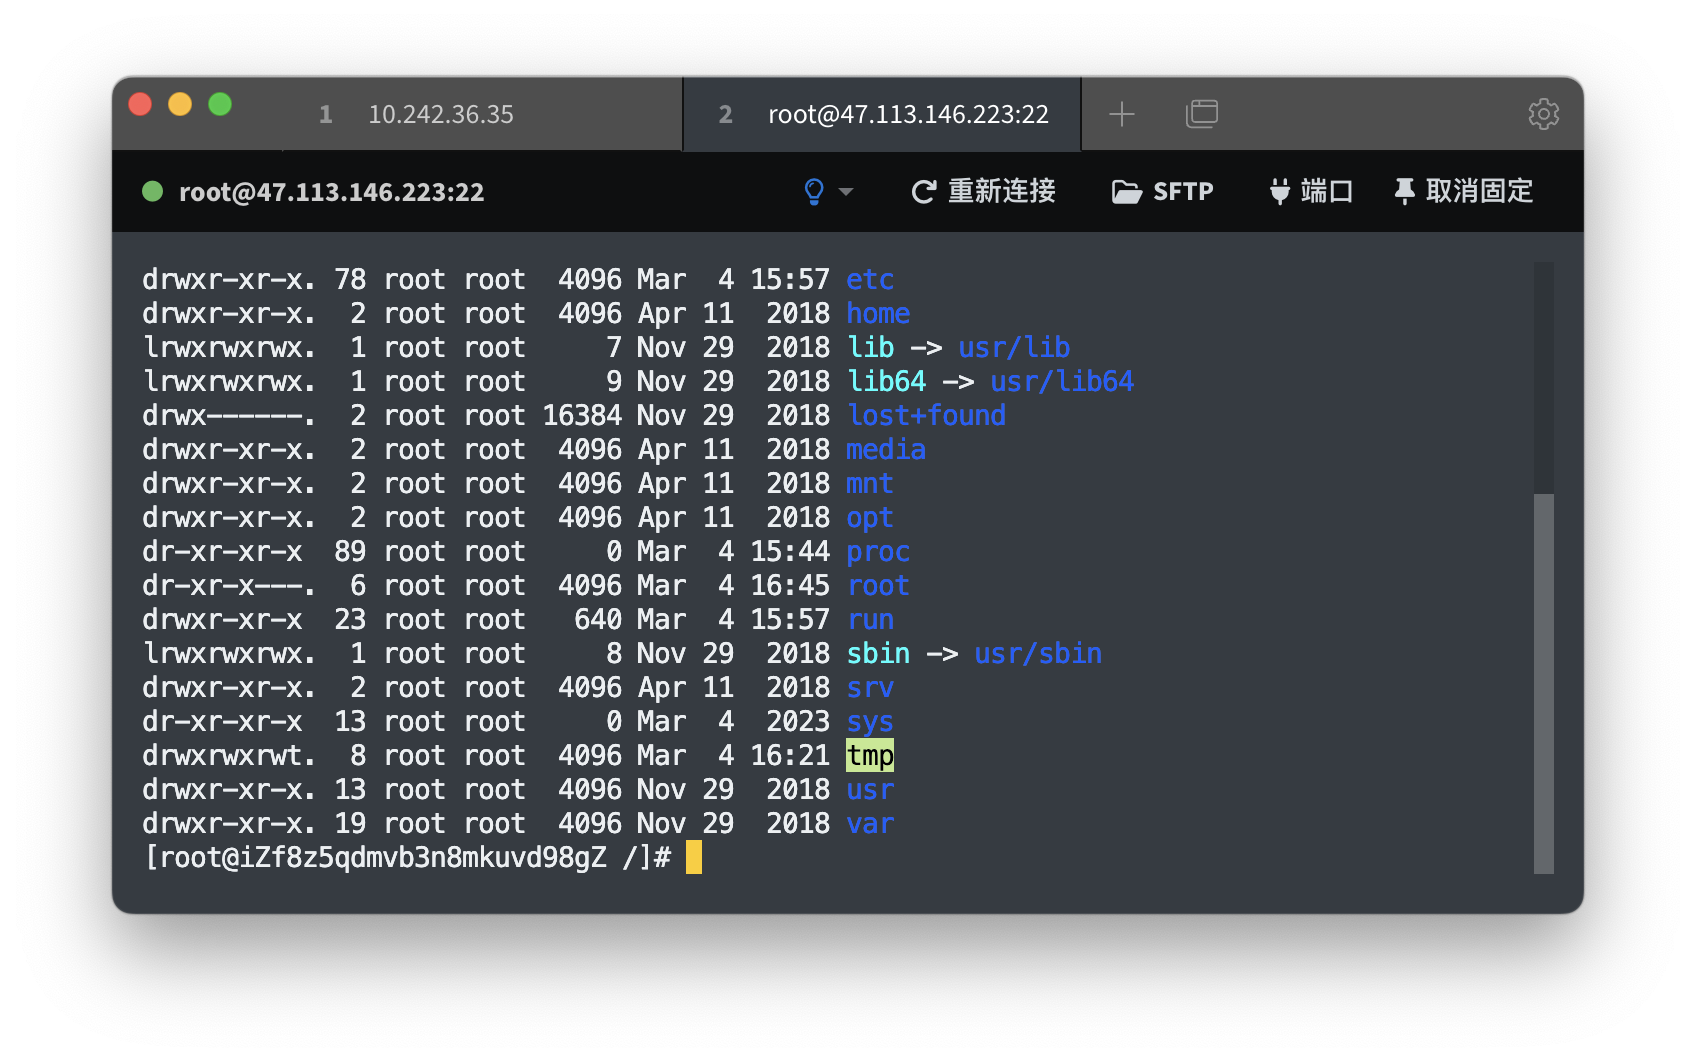 1 10.242.36.35 2 root@47.113.146.223:22
root@47.113.146.223:22 重新连接 SFTP 端口 取消固定
drwxr-xr-x. 78 root root  4096 Mar  4 15:57 etc
drwxr-xr-x.  2 root root  4096 Apr 11  2018 home
lrwxrwxrwx.  1 root root     7 Nov 29  2018 lib -> usr/lib
lrwxrwxrwx.  1 root root     9 Nov 29  2018 lib64 -> usr/lib64
drwx------.  2 root root 16384 Nov 29  2018 lost+found
drwxr-xr-x.  2 root root  4096 Apr 11  2018 media
drwxr-xr-x.  2 root root  4096 Apr 11  2018 mnt
drwxr-xr-x.  2 root root  4096 Apr 11  2018 opt
dr-xr-xr-x  89 root root     0 Mar  4 15:44 proc
dr-xr-x---.  6 root root  4096 Mar  4 16:45 root
drwxr-xr-x  23 root root   640 Mar  4 15:57 run
lrwxrwxrwx.  1 root root     8 Nov 29  2018 sbin -> usr/sbin
drwxr-xr-x.  2 root root  4096 Apr 11  2018 srv
dr-xr-xr-x  13 root root     0 Mar  4  2023 sys
drwxrwxrwt.  8 root root  4096 Mar  4 16:21 tmp
drwxr-xr-x. 13 root root  4096 Nov 29  2018 usr
drwxr-xr-x. 19 root root  4096 Nov 29  2018 var
[root@iZf8z5qdmvb3n8mkuvd98gZ /]#